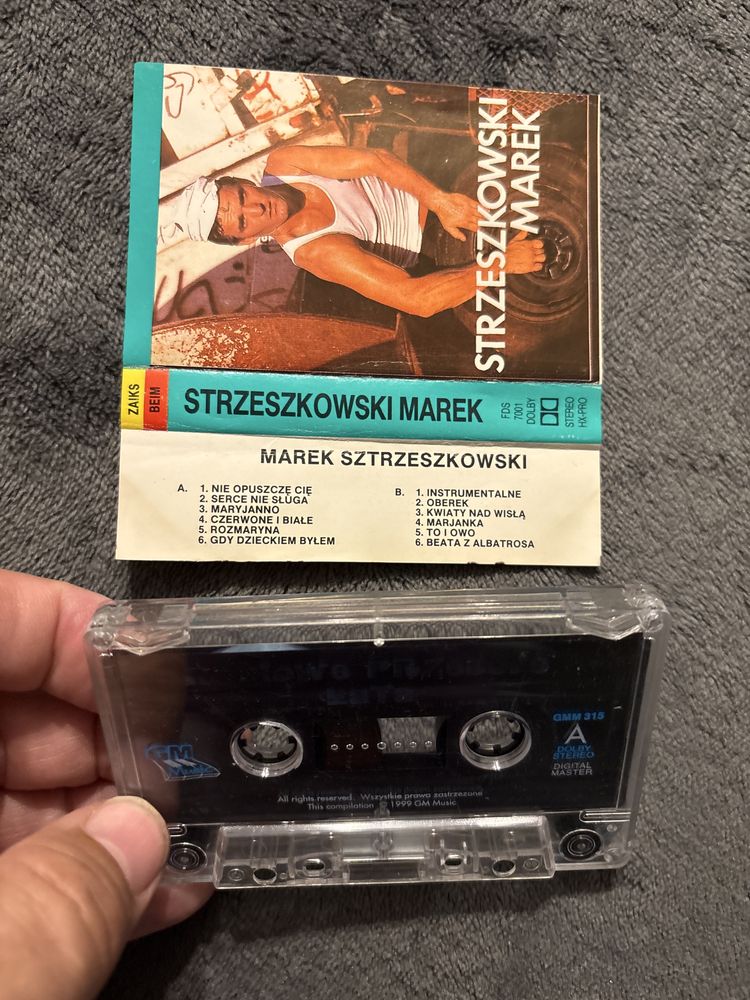 STRZESZKOWSKI
MAREK
ZAIKS
BEIM
STRZESZKOWSKI MAREK
FDS
7001
DOLBY
STEREO
HX-PRO
MAREK SZTRZESZKOWSKI
A. 1. NIE OPUSZCZĘ CIĘ
2. SERCE NIE SŁUGA
3. MARYJANNO
4. CZERWONE I BIAŁE
5. ROZMARYNA
6. GDY DZIECKIEM BYŁEM
B. 1. INSTRUMENTALNE
2. OBEREK
3. KWIATY NAD WISŁĄ
4. MARJANKA
5. TO I OWO
6. BEATA Z ALBATROSA
GMM 315
A
DOLBY
STEREO
DIGITAL
MASTER
GM
Music
All rights reserved. Wszystkie prawa zastrzeżone
This compilation © 1999 GM Music